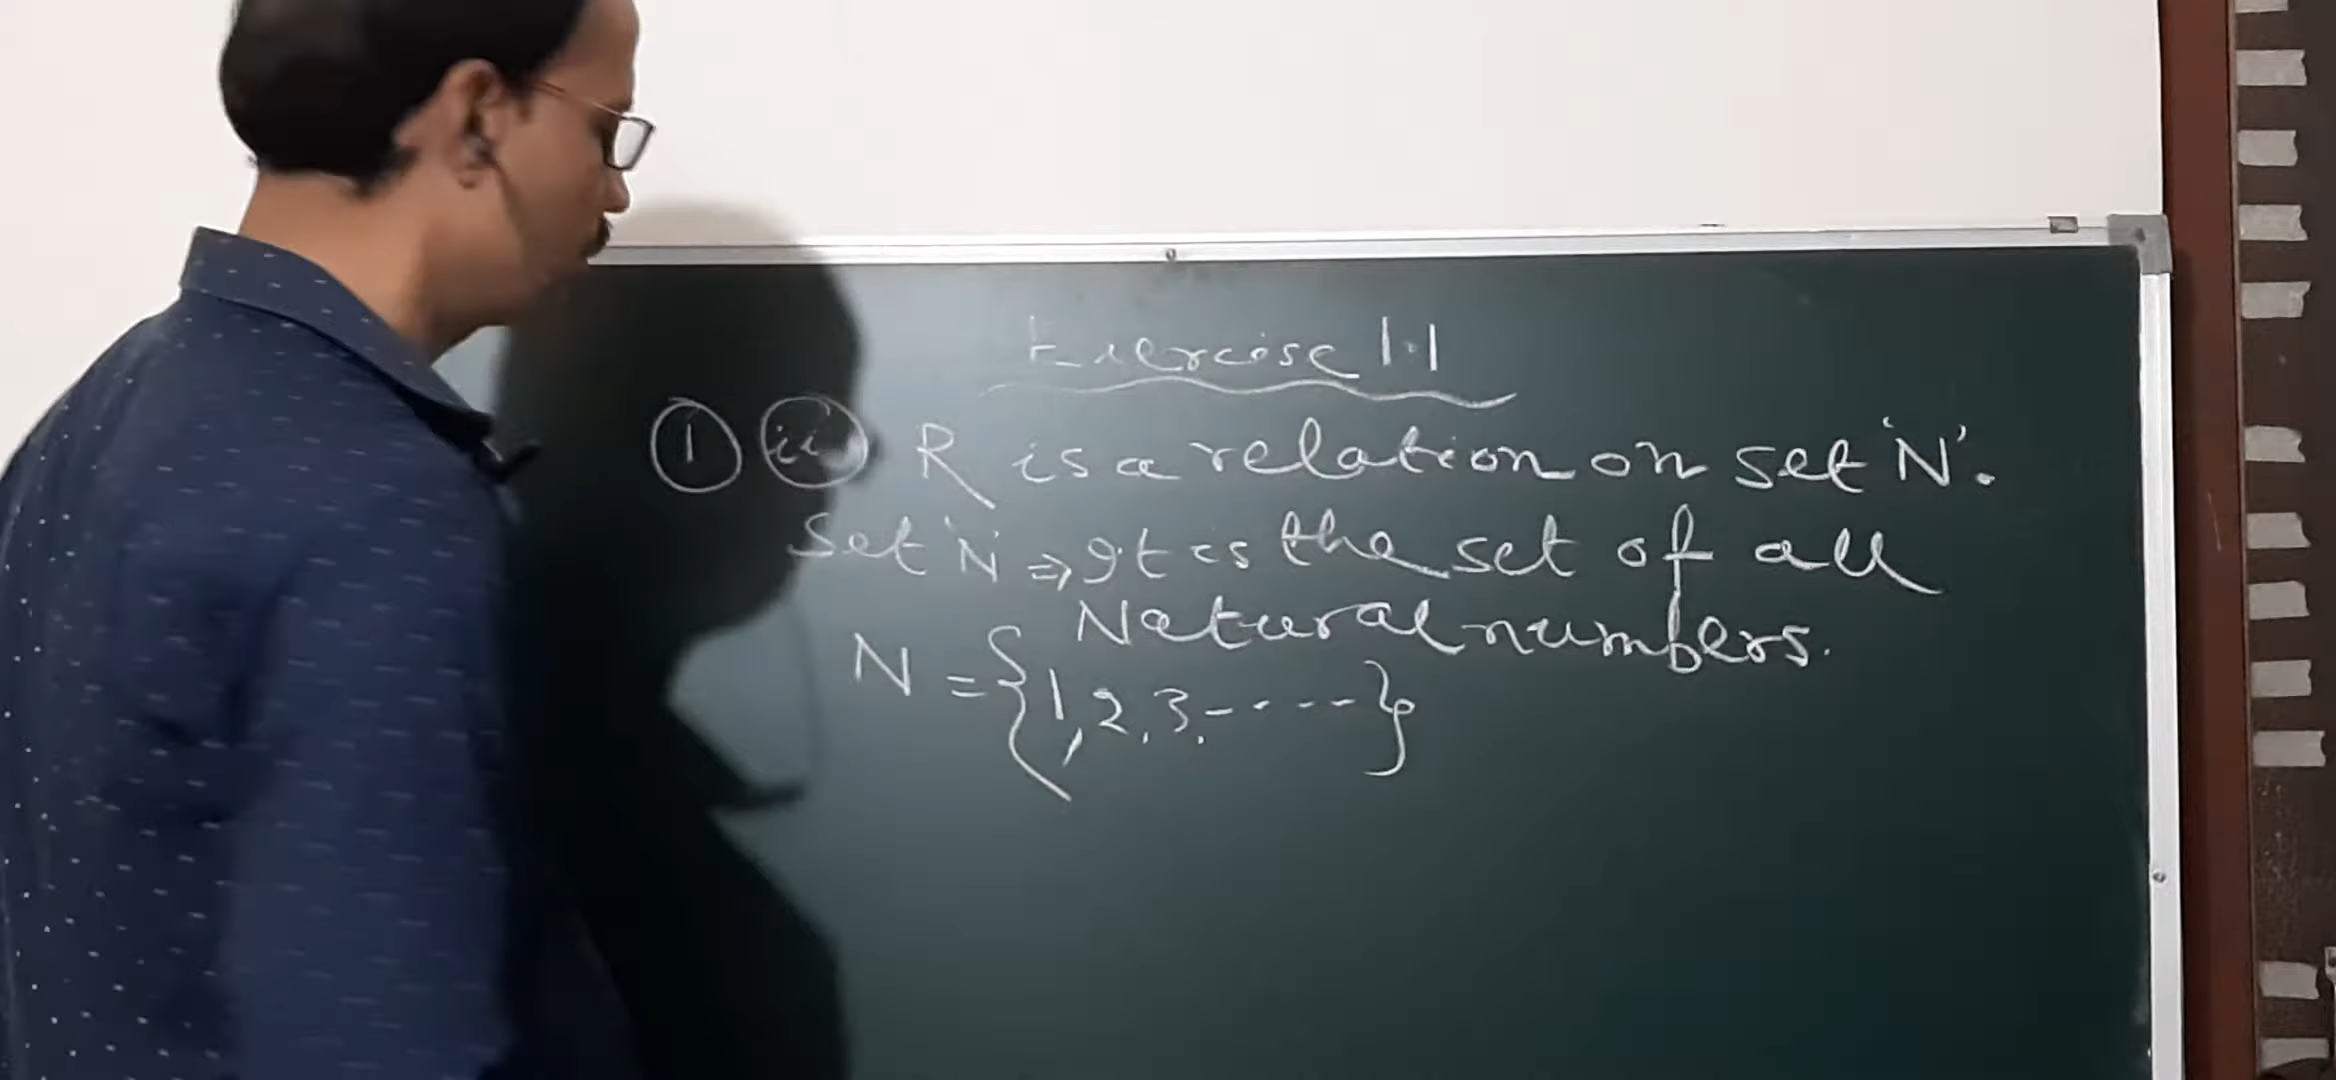 Exercise 1.1
① ⓘⓘ R is a relation on set 'N'.
Set 'N' ⇒ It is the set of all
Natural numbers.
N = {1, 2, 3, - - - - -}